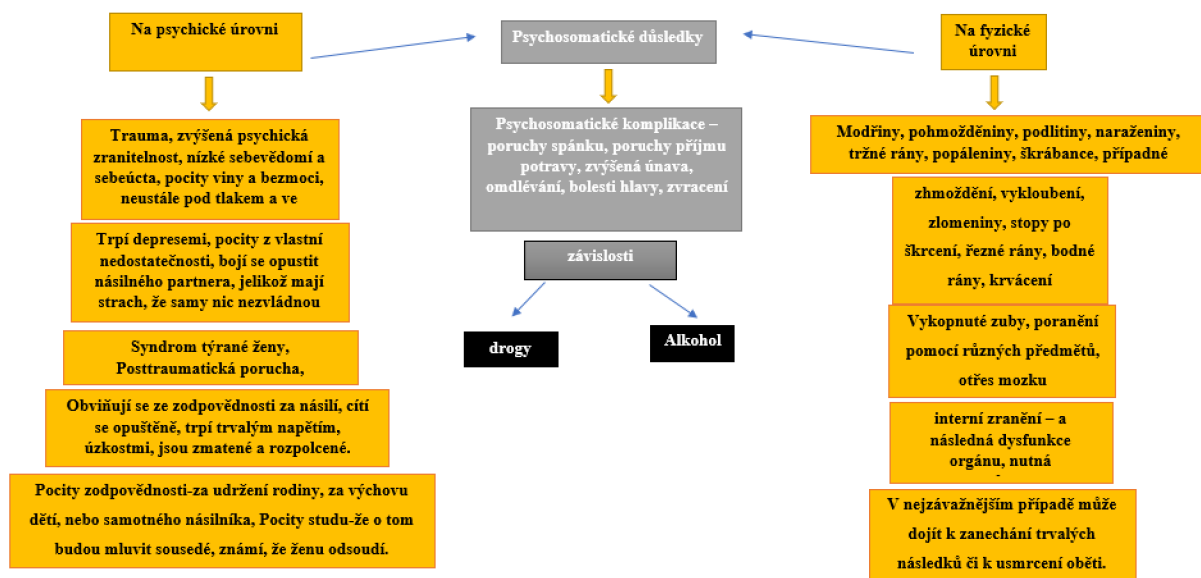 Na psychické úrovni
Trauma, zvýšená psychická
zranitelnost, nízké sebevědomí a
sebeúcta, pocity viny a bezmoci,
neustále pod tlakem a ve
Trpí depresemi, pocity z vlastní
nedostatečnosti, bojí se opustit
násilného partnera, jelikož mají
strach, že samy nic nezvládnou
Syndrom týrané ženy,
Posttraumatická porucha,
Obviňují se ze zodpovědnosti za násilí, cítí
se opuštěně, trpí trvalým napětím,
úzkostmi, jsou zmatené a rozpolcené.
Pocity zodpovědnosti-za udržení rodiny, za výchovu
dětí, nebo samotného násilníka, Pocity studu-že o tom
budou mluvit sousedé, známí, že ženu odsoudí.
Psychosomatické důsledky
Psychosomatické komplikace –
poruchy spánku, poruchy příjmu
potravy, zvýšená únava,
omdlévání, bolesti hlavy, zvracení
závislosti
drogy
Alkohol
Na fyzické
úrovni
Modřiny, pohmožděniny, podlitiny, naraženiny,
tržné rány, popáleniny, škrábance, případné
zhmoždění, vykloubení,
zlomeniny, stopy po
škrcení, řezné rány, bodné
rány, krvácení
Vykopnuté zuby, poranění
pomocí různých předmětů,
otřes mozku
interní zranění – a
následná dysfunkce
orgánu, nutná
V nejzávažnějším případě může
dojít k zanechání trvalých
následků či k usmrcení oběti.